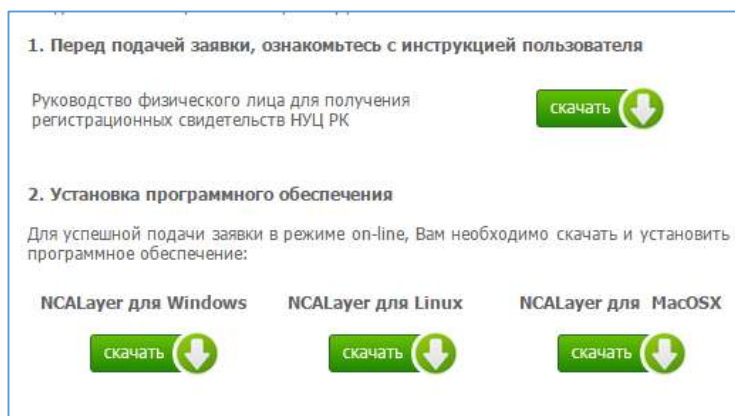 1. Перед подачей заявки, ознакомьтесь с инструкцией пользователя
Руководство физического лица для получения
регистрационных свидетельств НУЦ РК
скачать
2. Установка программного обеспечения
Для успешной подачи заявки в режиме on-line, Вам необходимо скачать и установить
программное обеспечение:
NCALayer для Windows
NCALayer для Linux
NCALayer для MacOSX
скачать
скачать
скачать